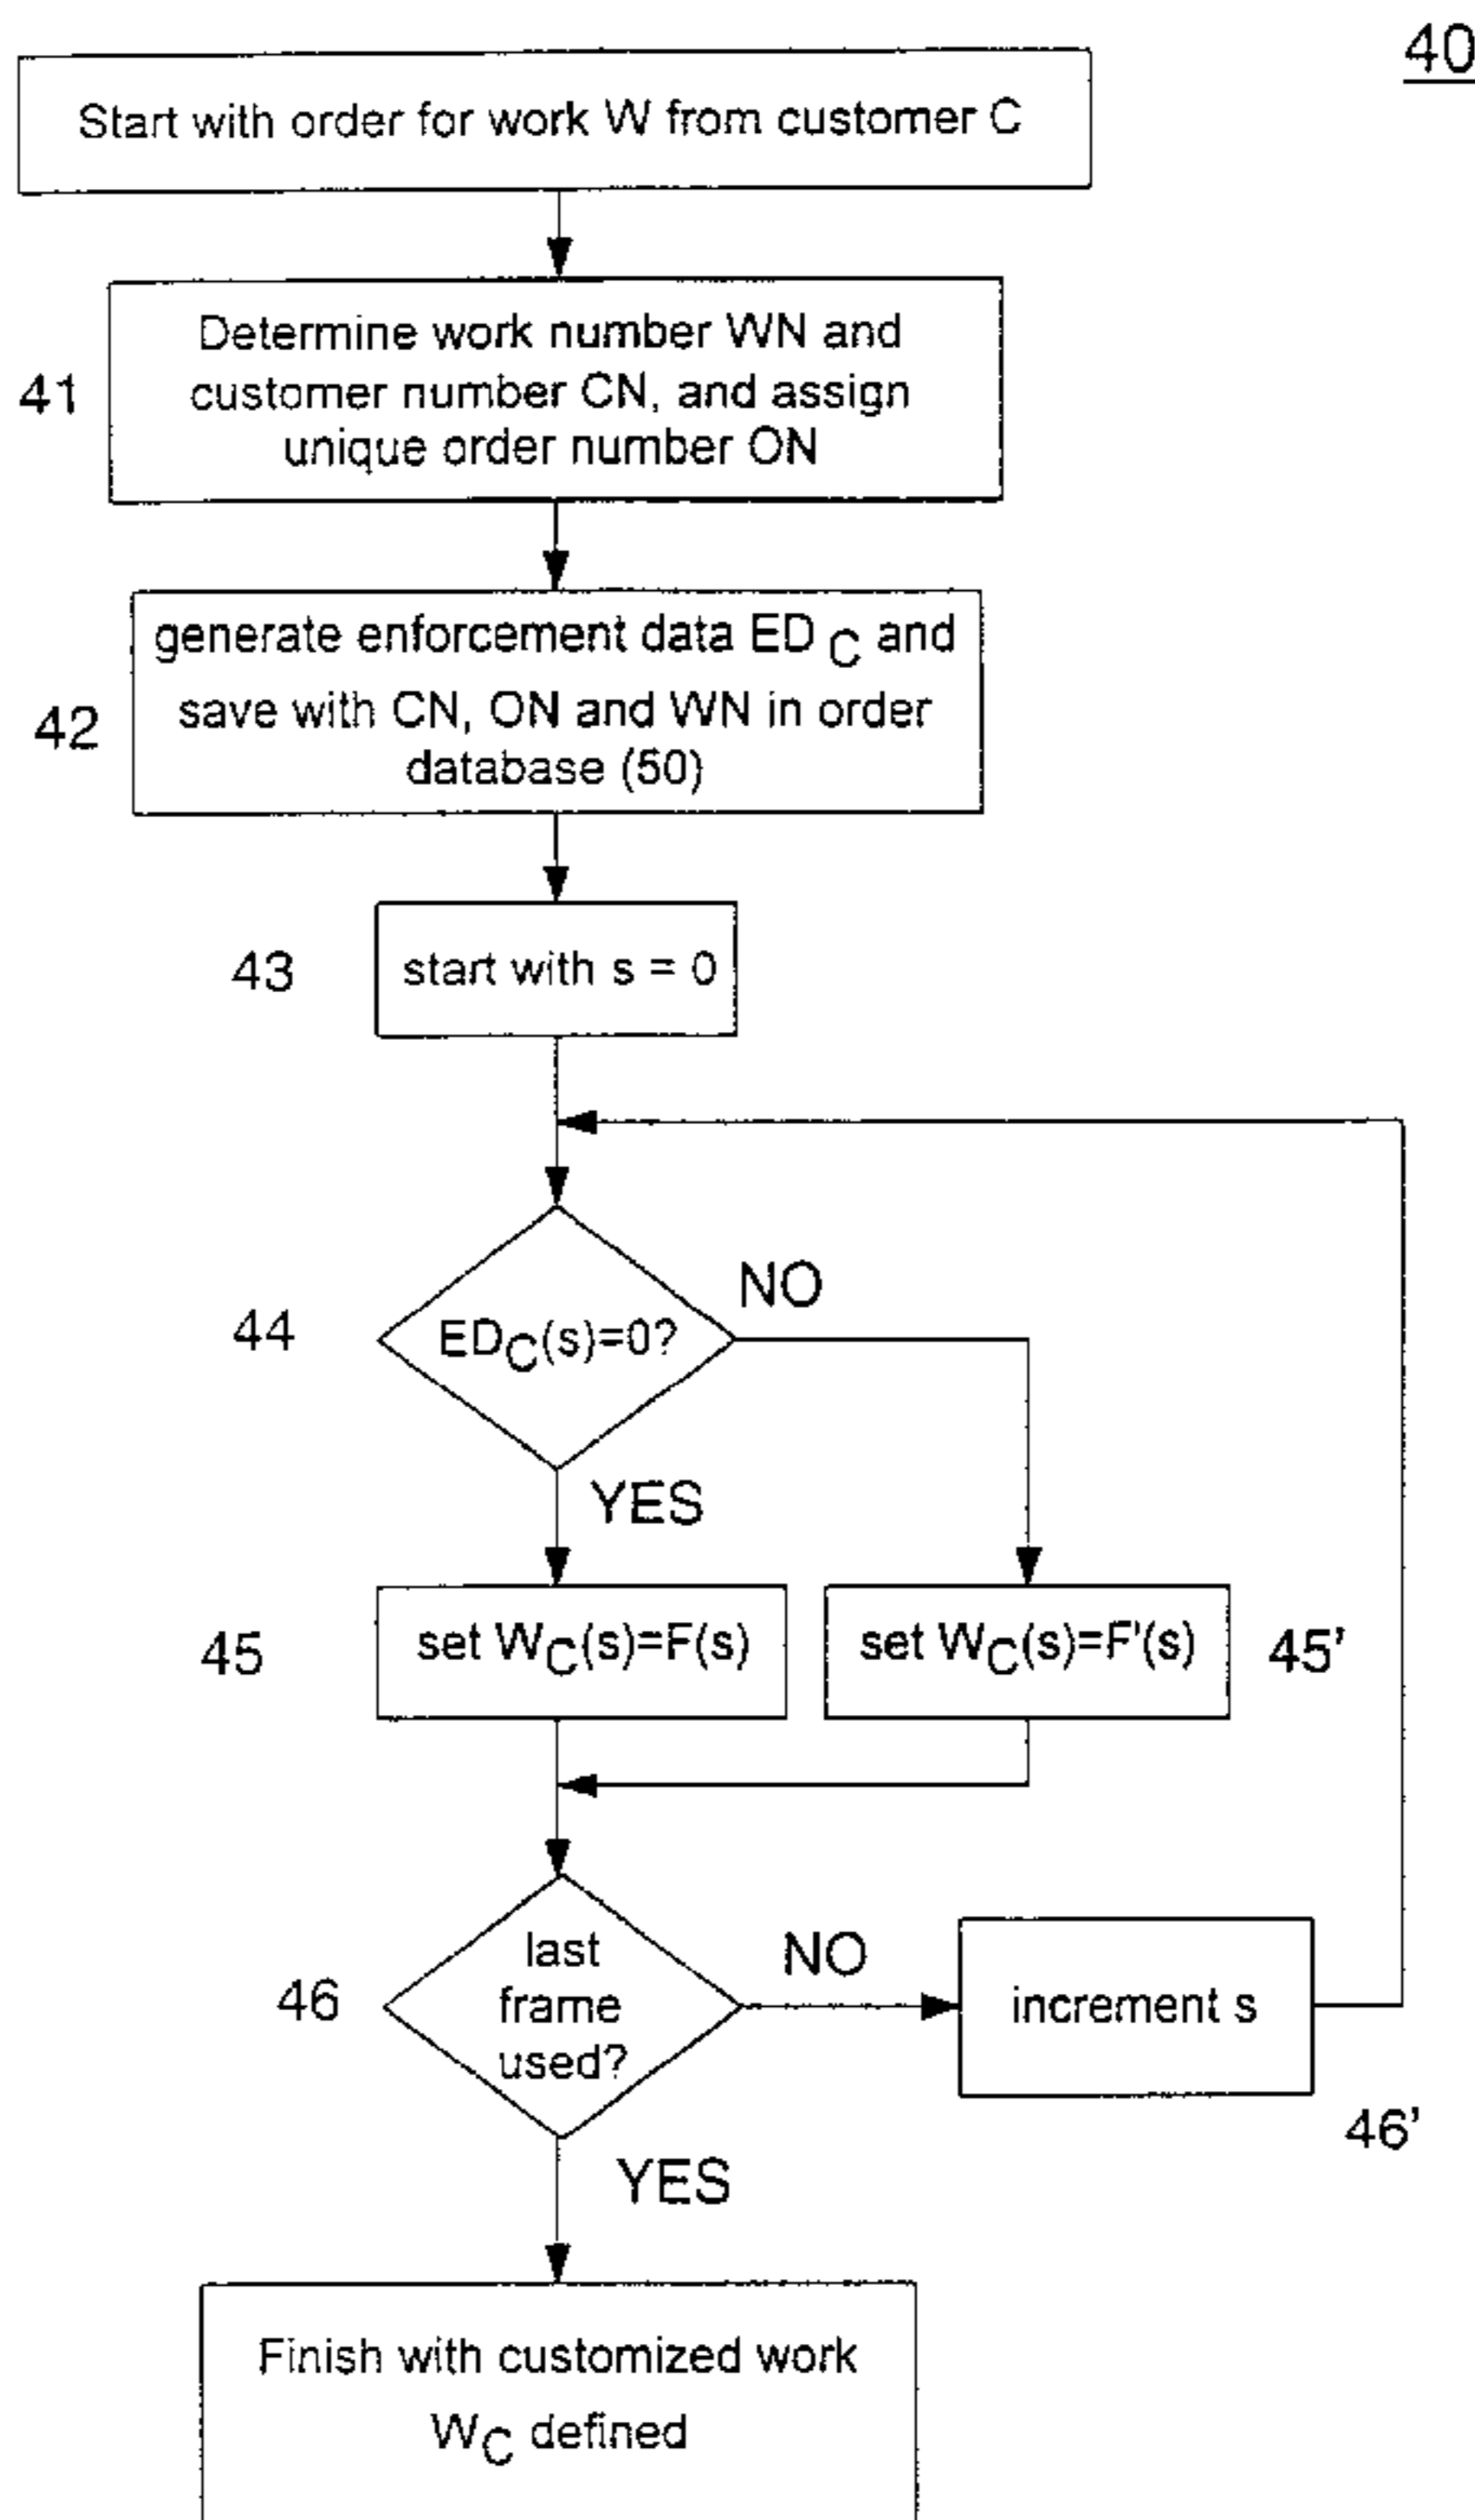 40
Start with order for work W from customer C
41
Determine work number WN and
customer number CN, and assign
unique order number ON
42
generate enforcement data ED C and
save with CN, ON and WN in order
database (50)
43
start with s = 0
44
EDC(s)=0?
NO
YES
45
set WC(s)=F(s)
set WC(s)=F'(s)
45'
46
last
frame
used?
NO
increment s
46'
YES
Finish with customized work
WC defined